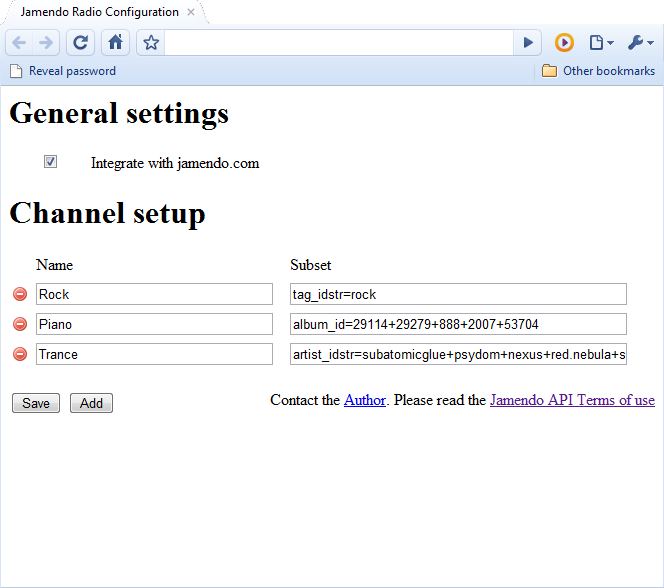 Jamendo Radio Configuration
Reveal password
Other bookmarks
General settings
Integrate with jamendo.com
Channel setup
Name Subset
Rock tag_idstr=rock
Piano album_id=29114+29279+888+2007+53704
Trance artist_idstr=subatomicglue+psydom+nexus+red.nebula+s
Save Add Contact the Author. Please read the Jamendo API Terms of use